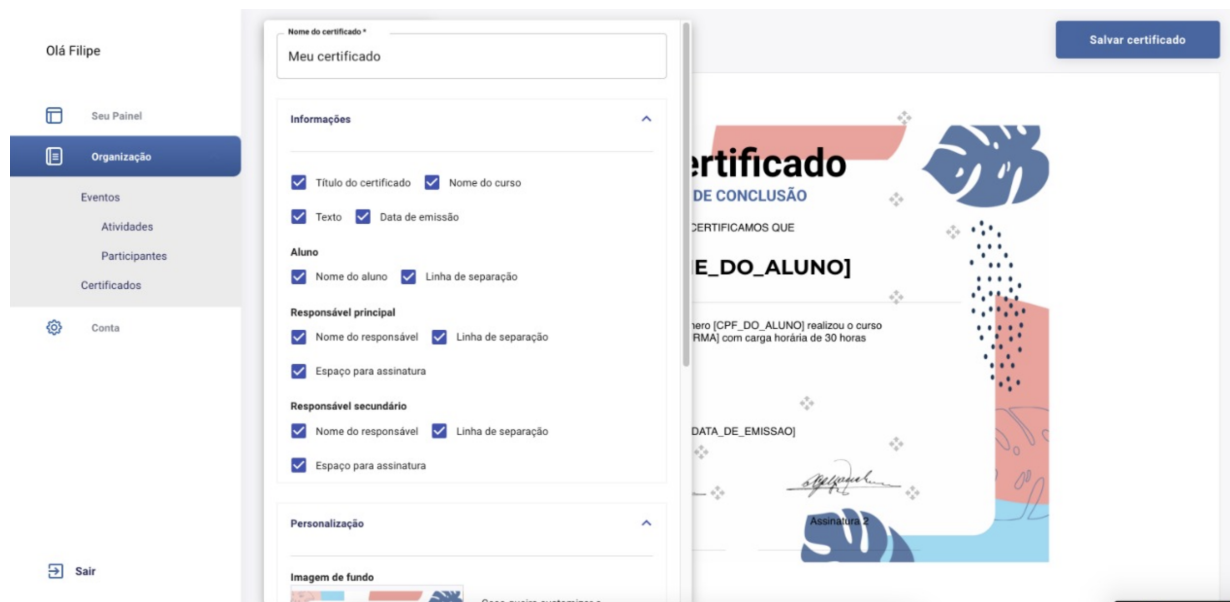 Olá Filipe
Seu Painel
Organização
Eventos
Atividades
Participantes
Certificados
Conta
Sair
Nome do certificado *
Meu certificado
Informações
Título do certificado Nome do curso
Texto Data de emissão
Aluno
Nome do aluno Linha de separação
Responsável principal
Nome do responsável Linha de separação
Espaço para assinatura
Responsável secundário
Nome do responsável Linha de separação
Espaço para assinatura
Personalização
Imagem de fundo
Caso queira customizar a
Salvar certificado
ertificado
DE CONCLUSÃO
CERTIFICAMOS QUE
E_DO_ALUNO]
nero [CPF_DO_ALUNO] realizou o curso
RMA] com carga horária de 30 horas
DATA_DE_EMISSAO]
Assinatura 2